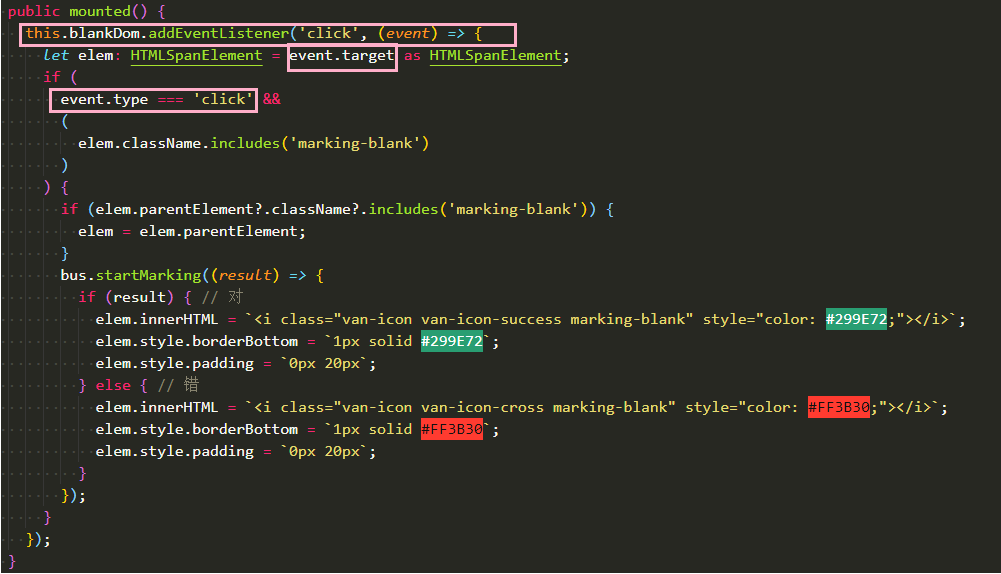 public mounted() {
this.blankDom.addEventListener('click', (event) => {
let elem: HTMLSpanElement = event.target as HTMLSpanElement;
if (
event.type === 'click' &&
(
elem.className.includes('marking-blank')
)
) {
if (elem.parentElement?.className?.includes('marking-blank')) {
elem = elem.parentElement;
}
bus.startMarking((result) => {
if (result) { // 对
elem.innerHTML = `<i class="van-icon van-icon-success marking-blank" style="color: #299E72;"></i>`;
elem.style.borderBottom = `1px solid #299E72`;
elem.style.padding = `0px 20px`;
} else { // 错
elem.innerHTML = `<i class="van-icon van-icon-cross marking-blank" style="color: #FF3B30;"></i>`;
elem.style.borderBottom = `1px solid #FF3B30`;
elem.style.padding = `0px 20px`;
}
});
}
});
}